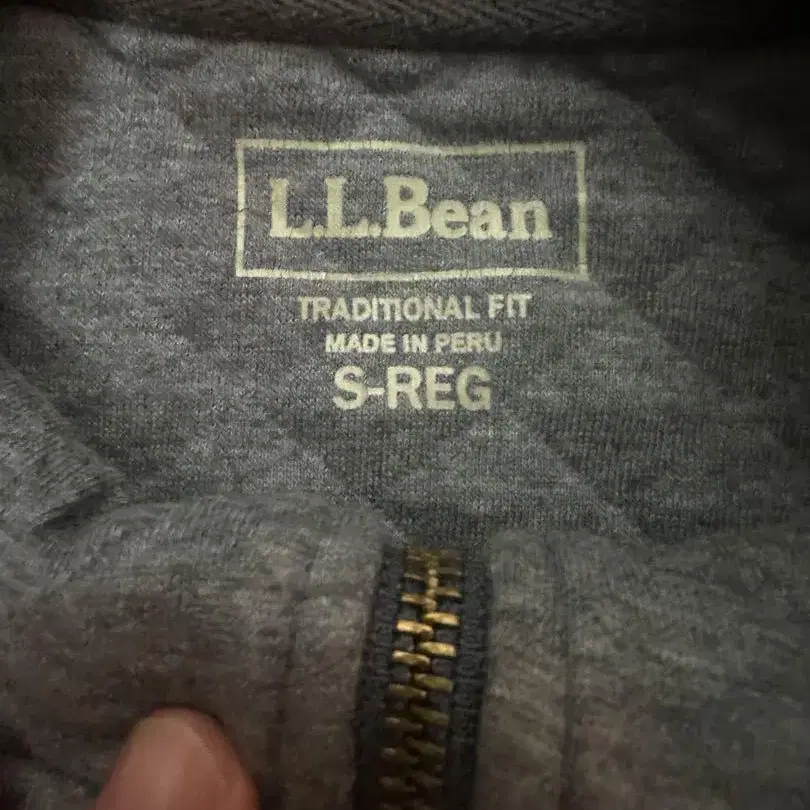 L.L.Bean
TRADITIONAL FIT
MADE IN PERU
S-REG